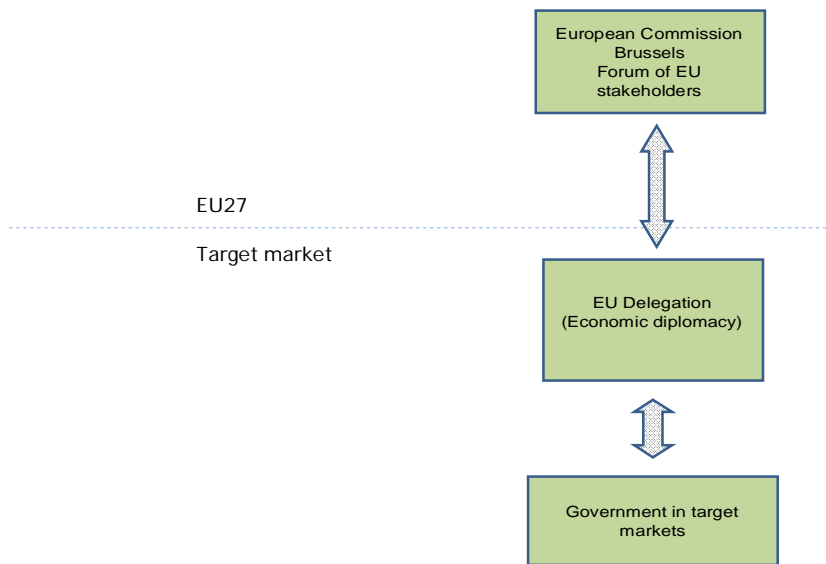 European Commission
Brussels
Forum of EU
stakeholders
EU27
Target market
EU Delegation
(Economic diplomacy)
Government in target
markets